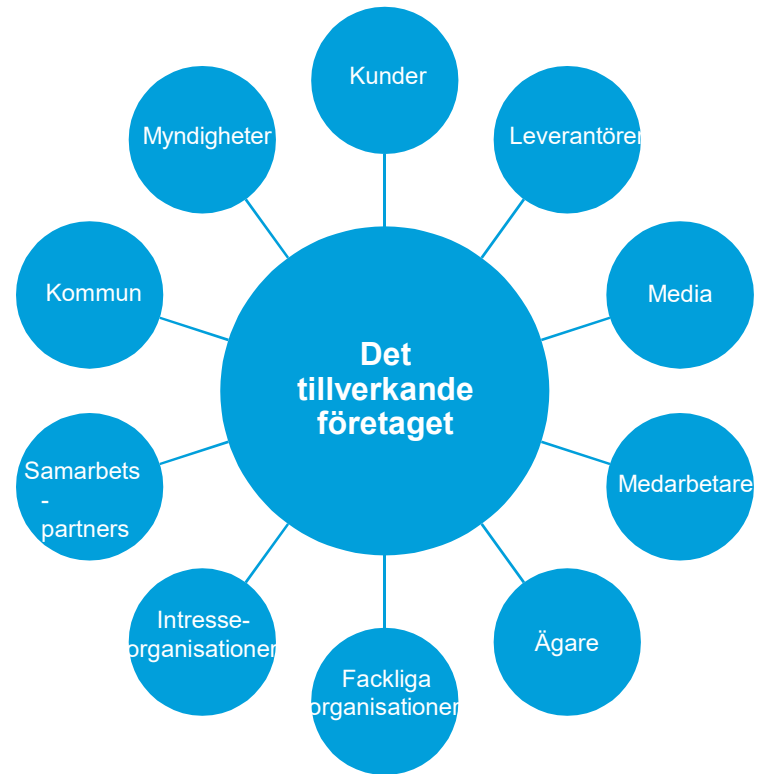 Kunder
Leverantörer
Media
Medarbetare
Ägare
Fackliga
organisationer
Intresse-
organisationer
Samarbets
-
partners
Kommun
Myndigheter
Det
tillverkande
företaget